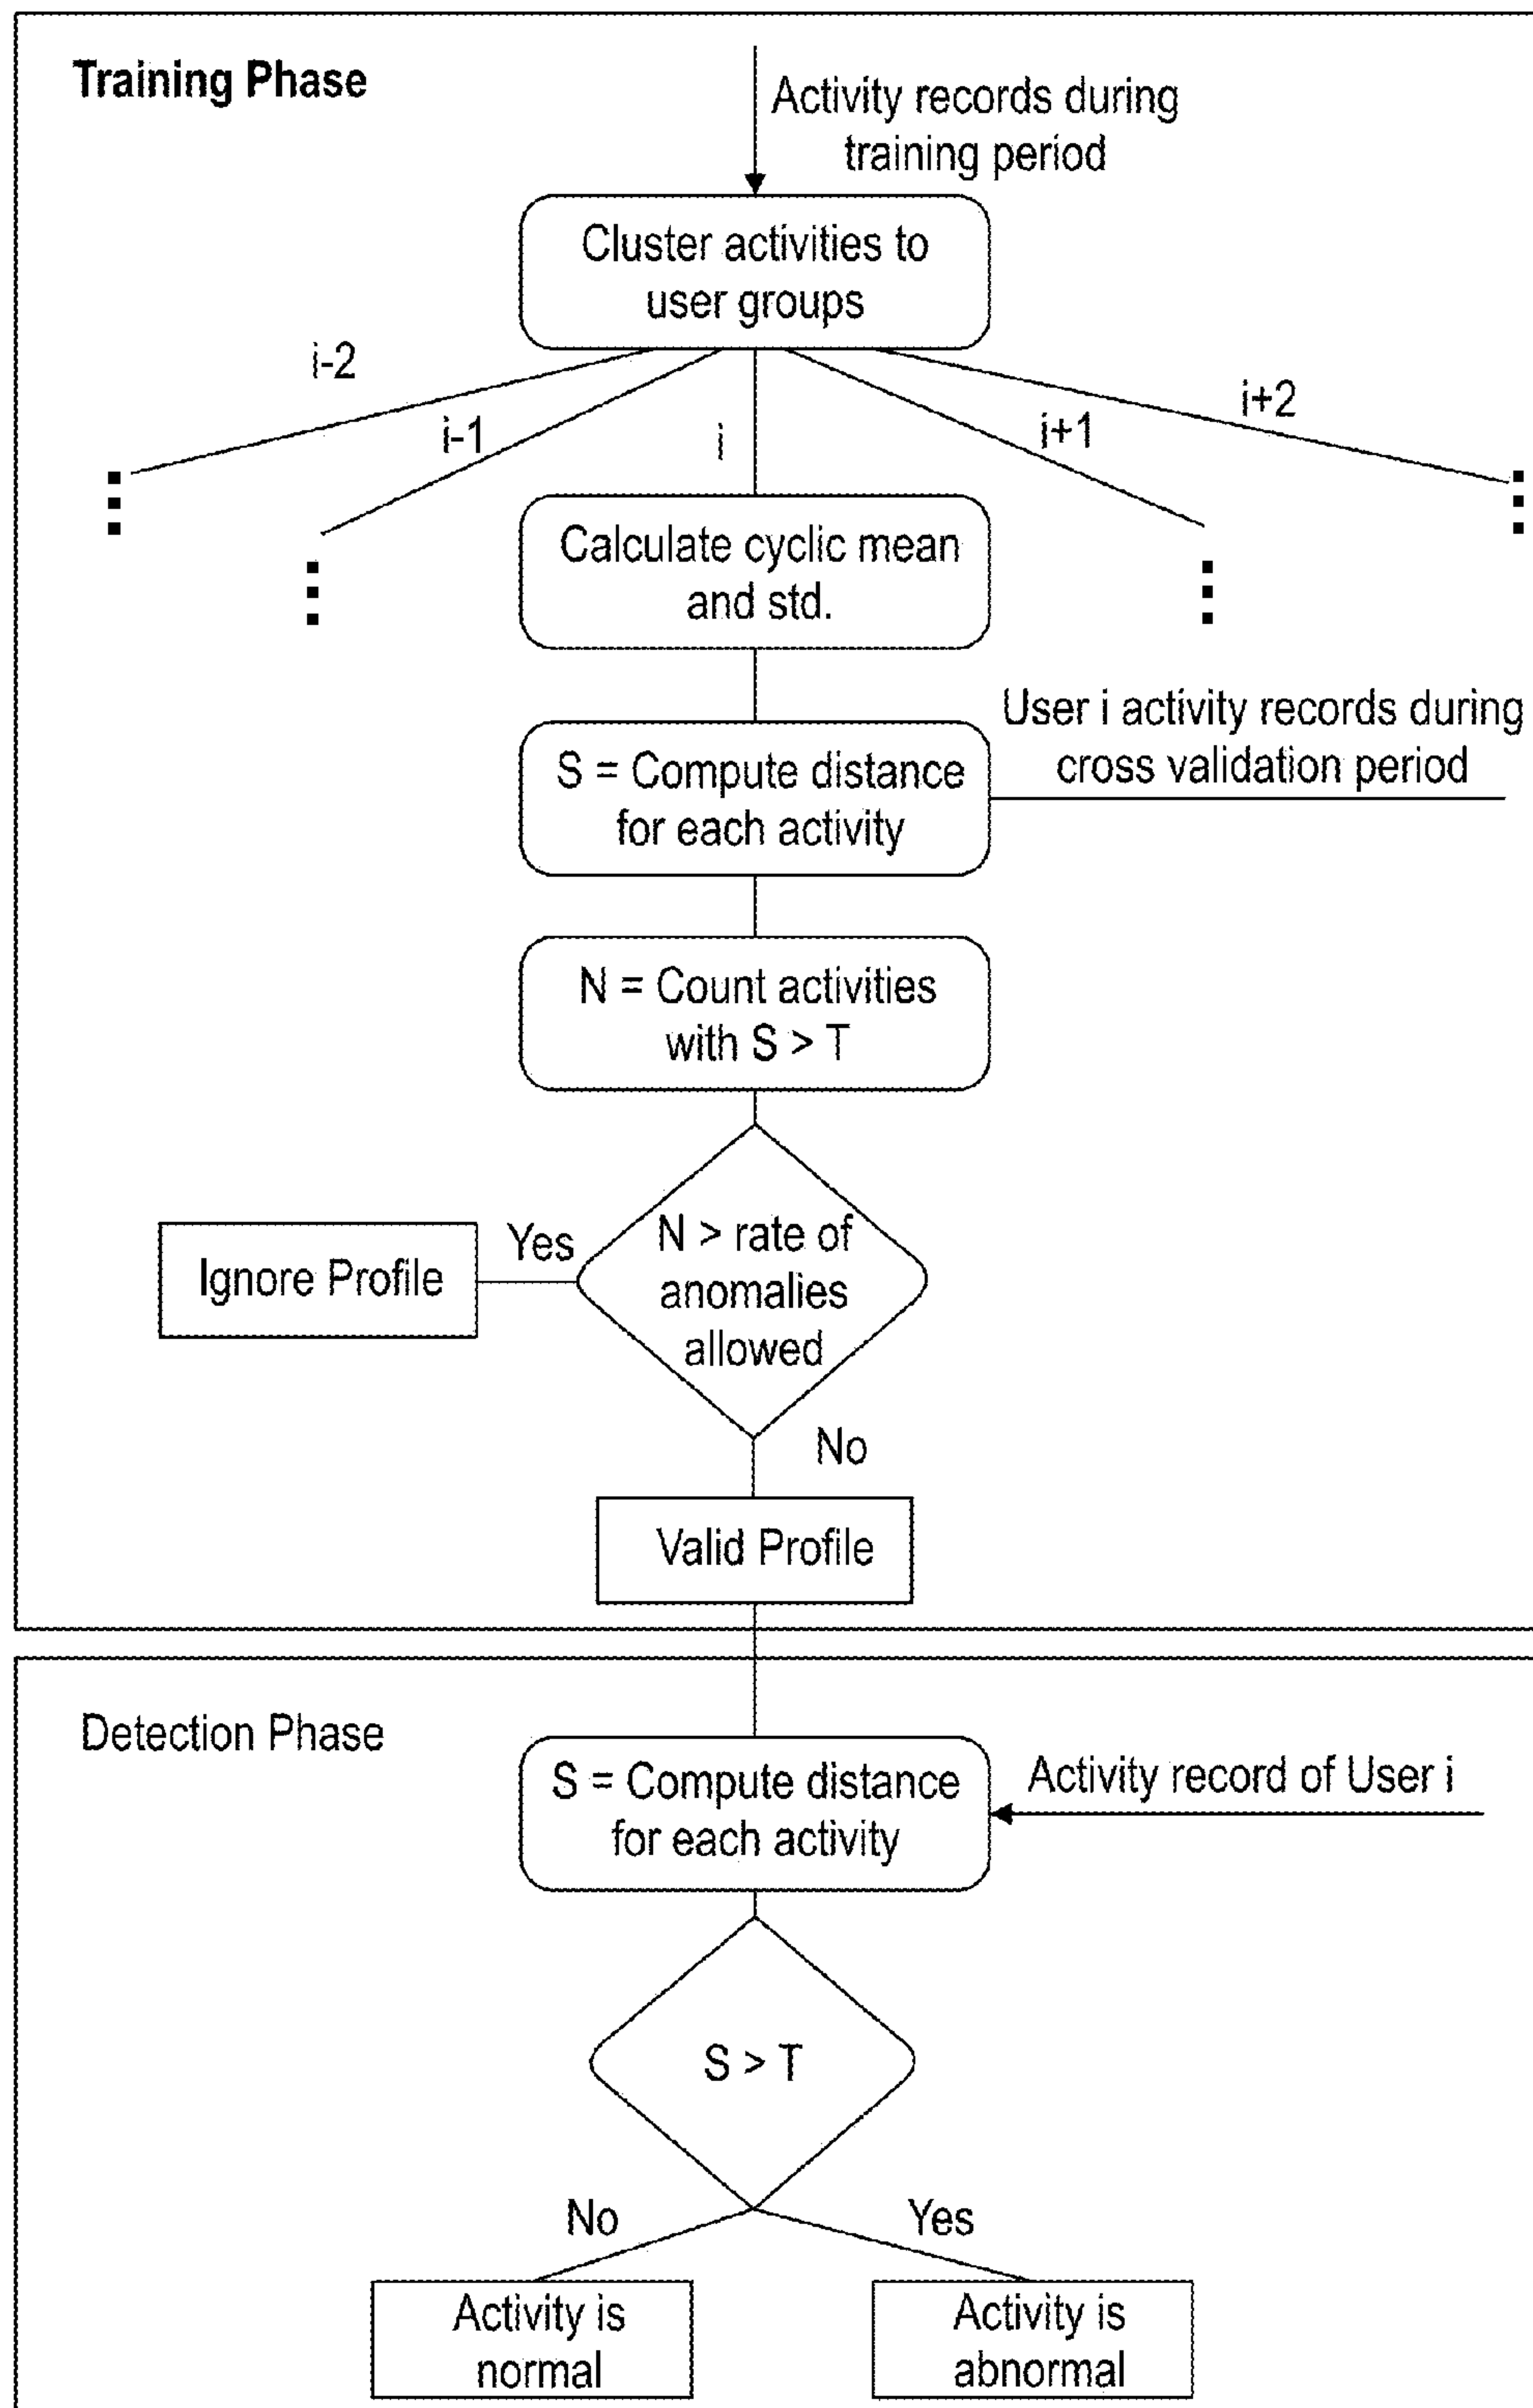 Training Phase
Activity records during
training period
Cluster activities to
user groups
i-2
i-1
i
i+1
i+2
Calculate cyclic mean
and std.
User i activity records during
cross validation period
S = Compute distance
for each activity
N = Count activities
with S > T
Yes
N > rate of
anomalies
allowed
Ignore Profile
No
Valid Profile
Detection Phase
S = Compute distance
for each activity
Activity record of User i
S > T
No
Yes
Activity is
normal
Activity is
abnormal